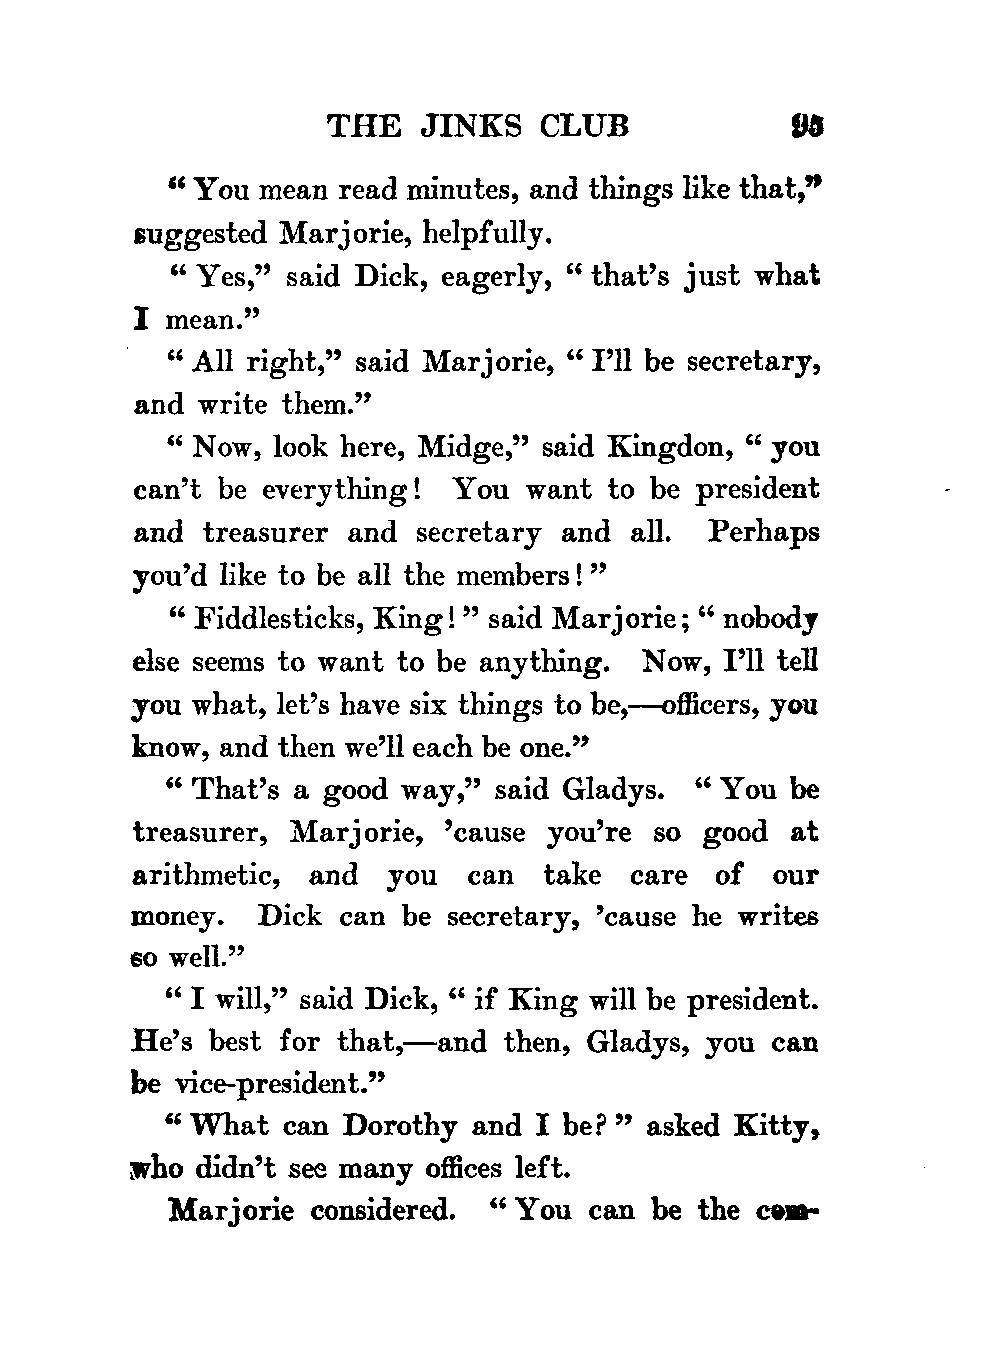 THE JINKS CLUB 95
“ You mean read minutes, and things like that,”
suggested Marjorie, helpfully.
“ Yes,” said Dick, eagerly, “ that’s just what
I mean.”
“ All right,” said Marjorie, “ I’ll be secretary,
and write them.”
“ Now, look here, Midge,” said Kingdon, “ you
can’t be everything! You want to be president
and treasurer and secretary and all. Perhaps
you’d like to be all the members! ”
“ Fiddlesticks, King! ” said Marjorie; “ nobody
else seems to want to be anything. Now, I’ll tell
you what, let’s have six things to be,—officers, you
know, and then we’ll each be one.”
“ That’s a good way,” said Gladys. “ You be
treasurer, Marjorie, ’cause you’re so good at
arithmetic, and you can take care of our
money. Dick can be secretary, ’cause he writes
so well.”
“ I will,” said Dick, “ if King will be president.
He’s best for that,—and then, Gladys, you can
be vice-president.”
“ What can Dorothy and I be? ” asked Kitty,
who didn’t see many offices left.
Marjorie considered. “ You can be the com-